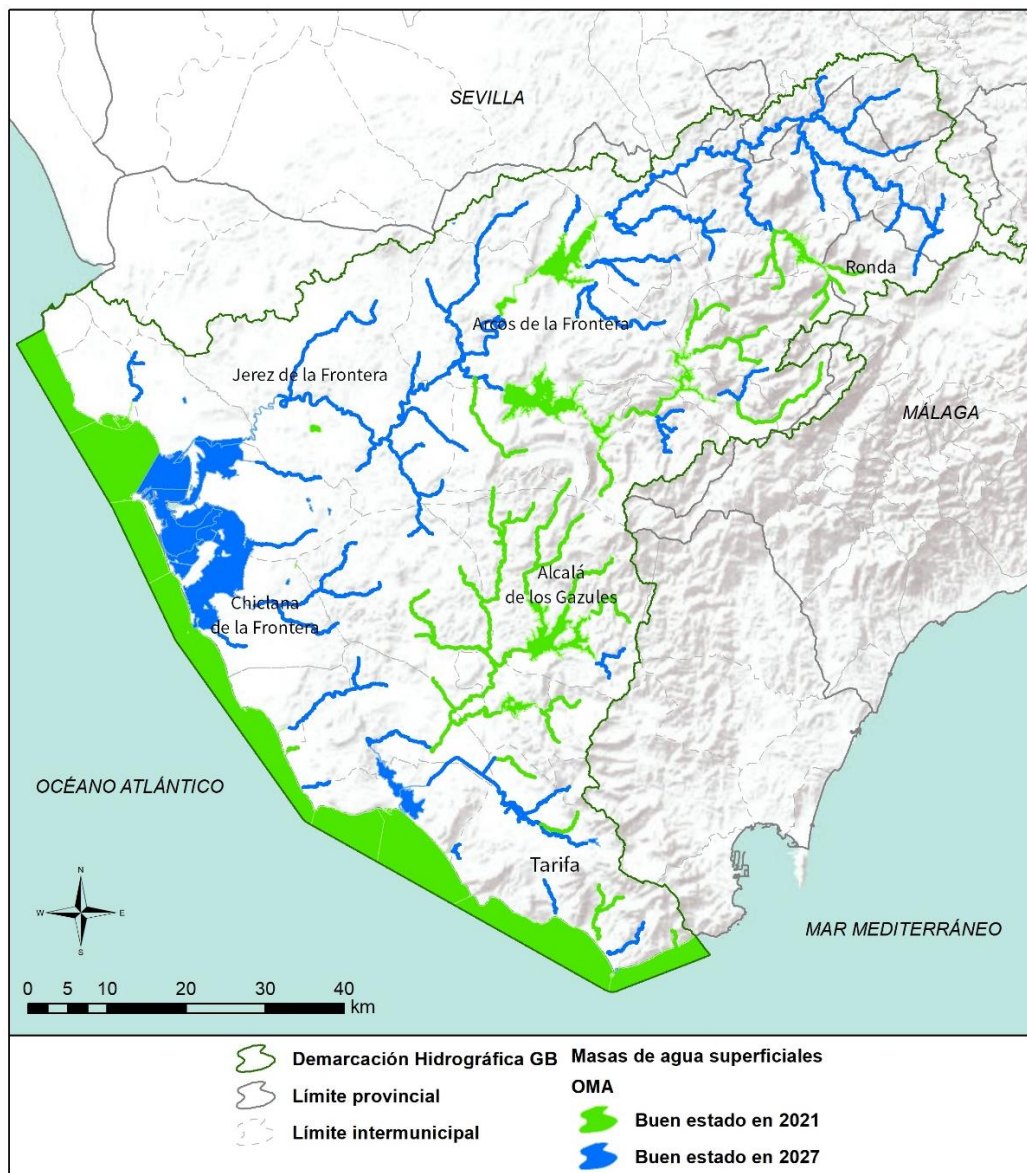 SEVILLA
Ronda
Arcos de la Frontera
Jerez de la Frontera
MÁLAGA
Alcalá
de los Gazules
Chiclana
de la Frontera
OCÉANO ATLÁNTICO
Tarifa
N
W E
S
MAR MEDITERRÁNEO
0 5 10 20 30 40
km
Demarcación Hidrográfica GB
Límite provincial
Límite intermunicipal
Masas de agua superficiales
OMA
Buen estado en 2021
Buen estado en 2027